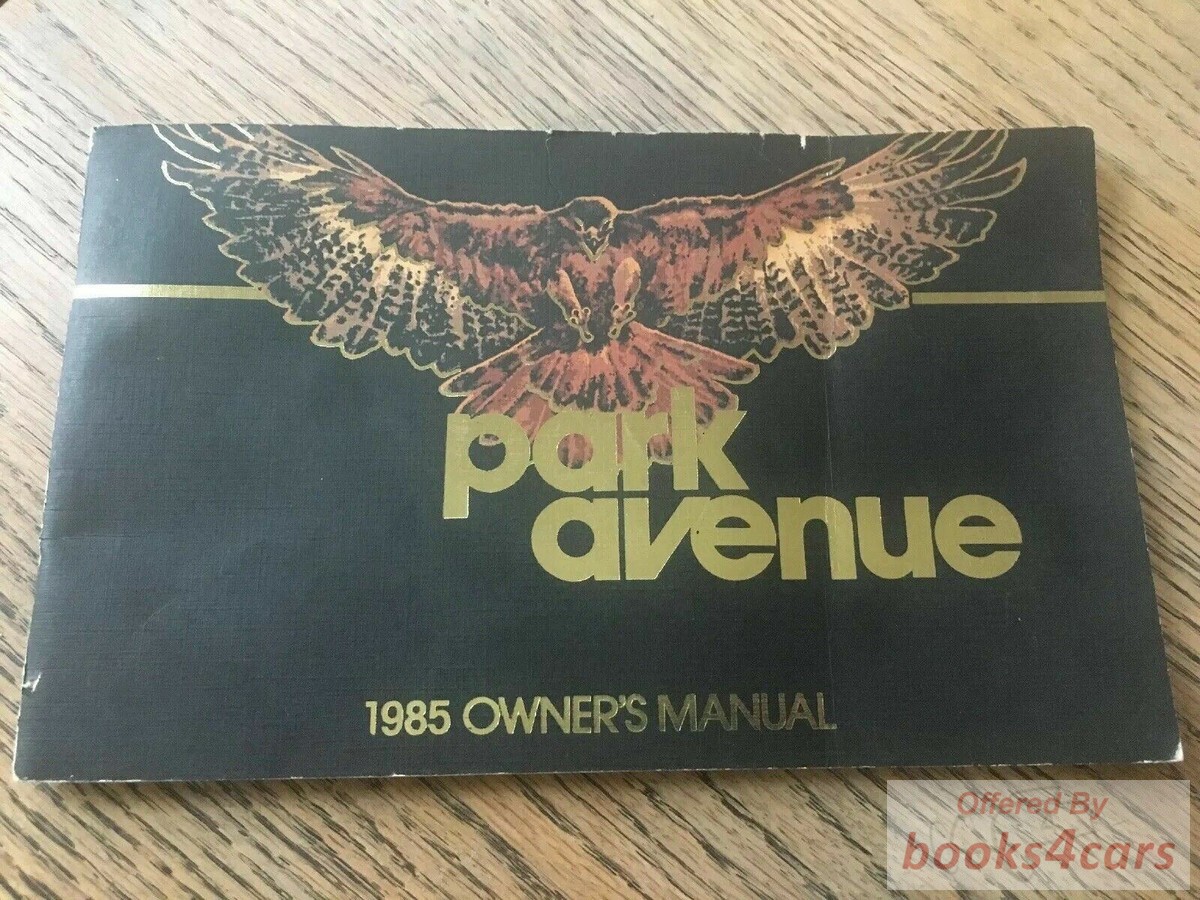 park
avenue
1985 OWNER'S MANUAL
Offered By
books4cars